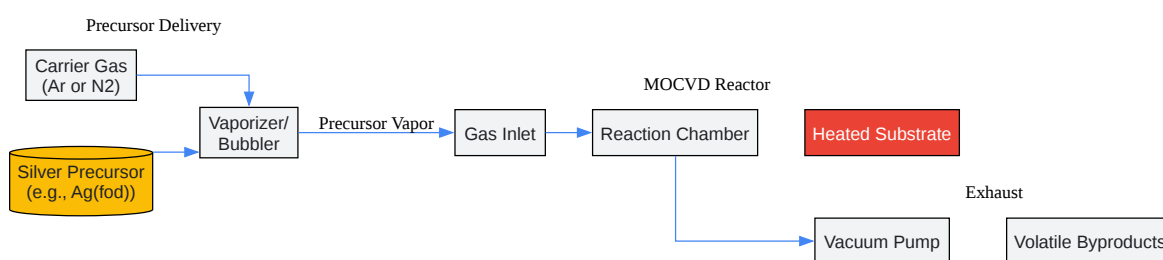 Precursor Delivery
Carrier Gas
(Ar or N2)
Silver Precursor
(e.g., Ag(fod))
Vaporizer/
Bubbler
Precursor Vapor
MOCVD Reactor
Gas Inlet
Reaction Chamber
Heated Substrate
Exhaust
Vacuum Pump
Volatile Byproducts